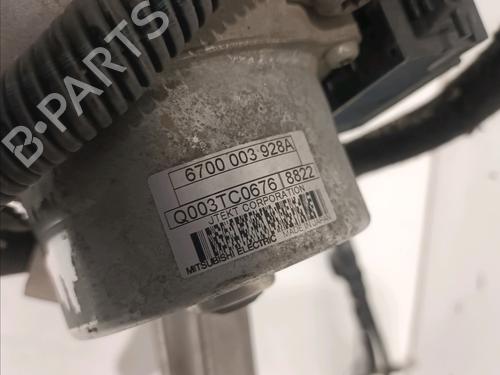 B-PARTS
6700 003 928A
Q003TC0676 8822
JTEKT CORPORATION
MITSUBISHI ELECTRIC MADE IN JAPAN